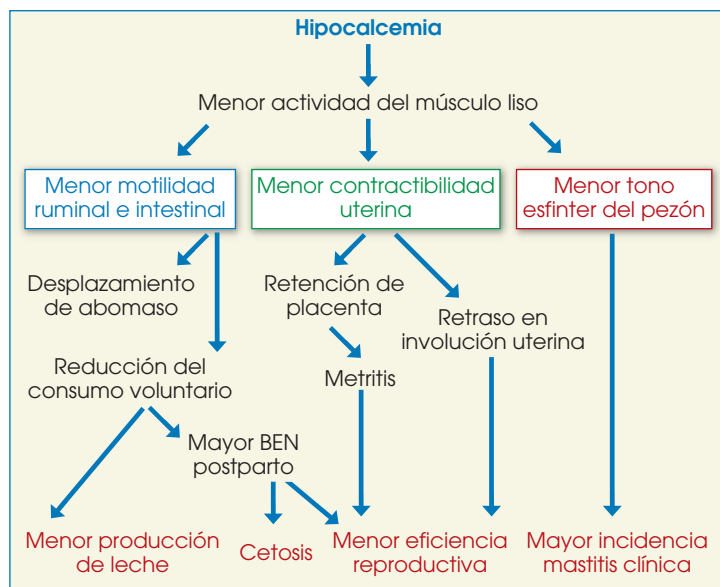 Hipocalcemia
Menor actividad del músculo liso
Menor motilidad
ruminal e intestinal
Menor contractibilidad
uterina
Menor tono
esfinter del pezón
Desplazamiento
de abomaso
Retención de
placenta
Retraso en
involución uterina
Reducción del
consumo voluntario
Metritis
Mayor BEN
postparto
Menor producción
de leche
Cetosis
Menor eficiencia
reproductiva
Mayor incidencia
mastitis clínica